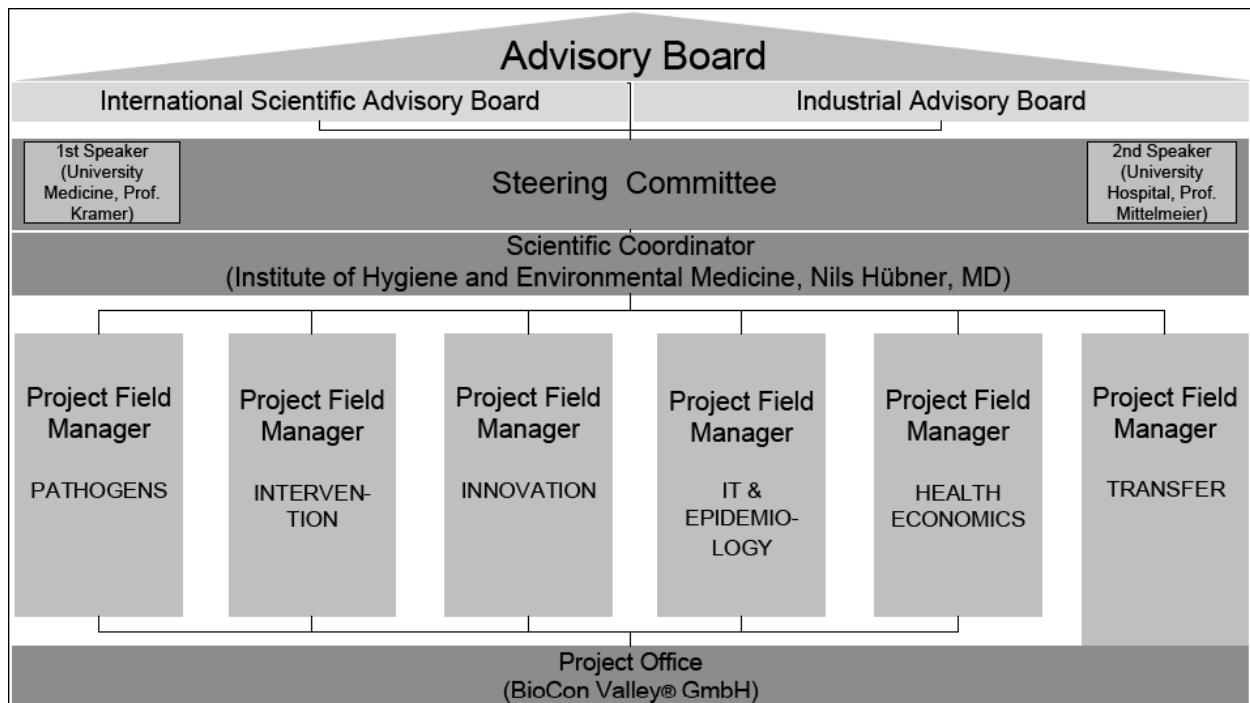 Advisory Board
International Scientific Advisory Board
Industrial Advisory Board
1st Speaker
(University
Medicine, Prof.
Kramer)
Steering Committee
2nd Speaker
(University
Hospital, Prof.
Mittelmeier)
Scientific Coordinator
(Institute of Hygiene and Environmental Medicine, Nils Hübner, MD)
Project Field
Manager
PATHOGENS
Project Field
Manager
INTERVEN-
TION
Project Field
Manager
INNOVATION
Project Field
Manager
IT &
EPIDEMIO-
LOGY
Project Field
Manager
HEALTH
ECONOMICS
Project Field
Manager
TRANSFER
Project Office
(BioCon Valley® GmbH)